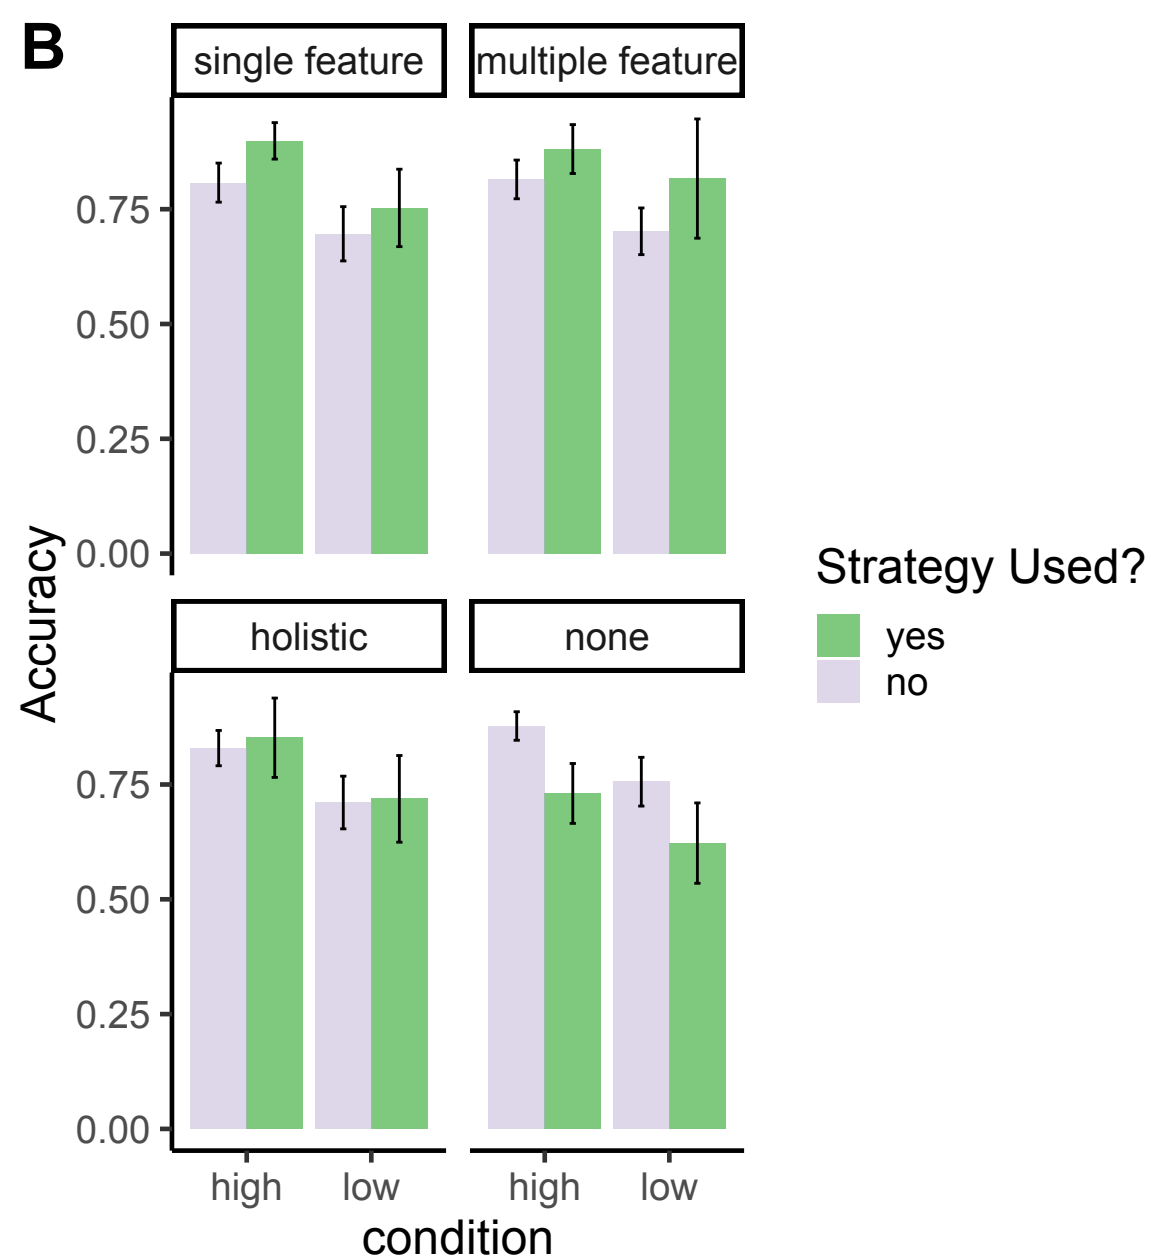 B
single feature
multiple feature
0.75
0.50
0.25
0.00
holistic
none
0.75
0.50
0.25
0.00
high
low
high
low
condition
Accuracy
Strategy Used?
yes
no